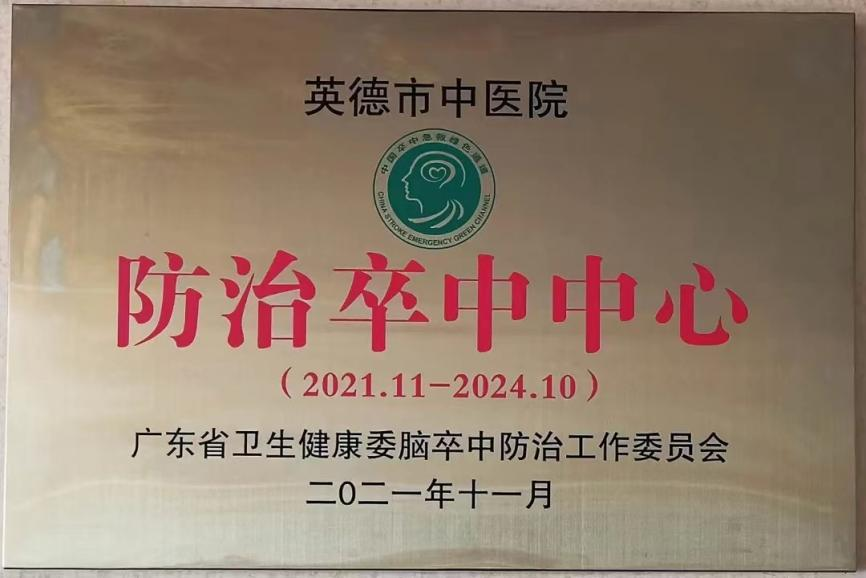 英德市中医院
中国卒中急救绿色通道
CHINA STROKE EMERGENCY GREEN CHANNEL
防治卒中中心
（2021.11-2024.10）
广东省卫生健康委脑卒中防治工作委员会
二〇二一年十一月